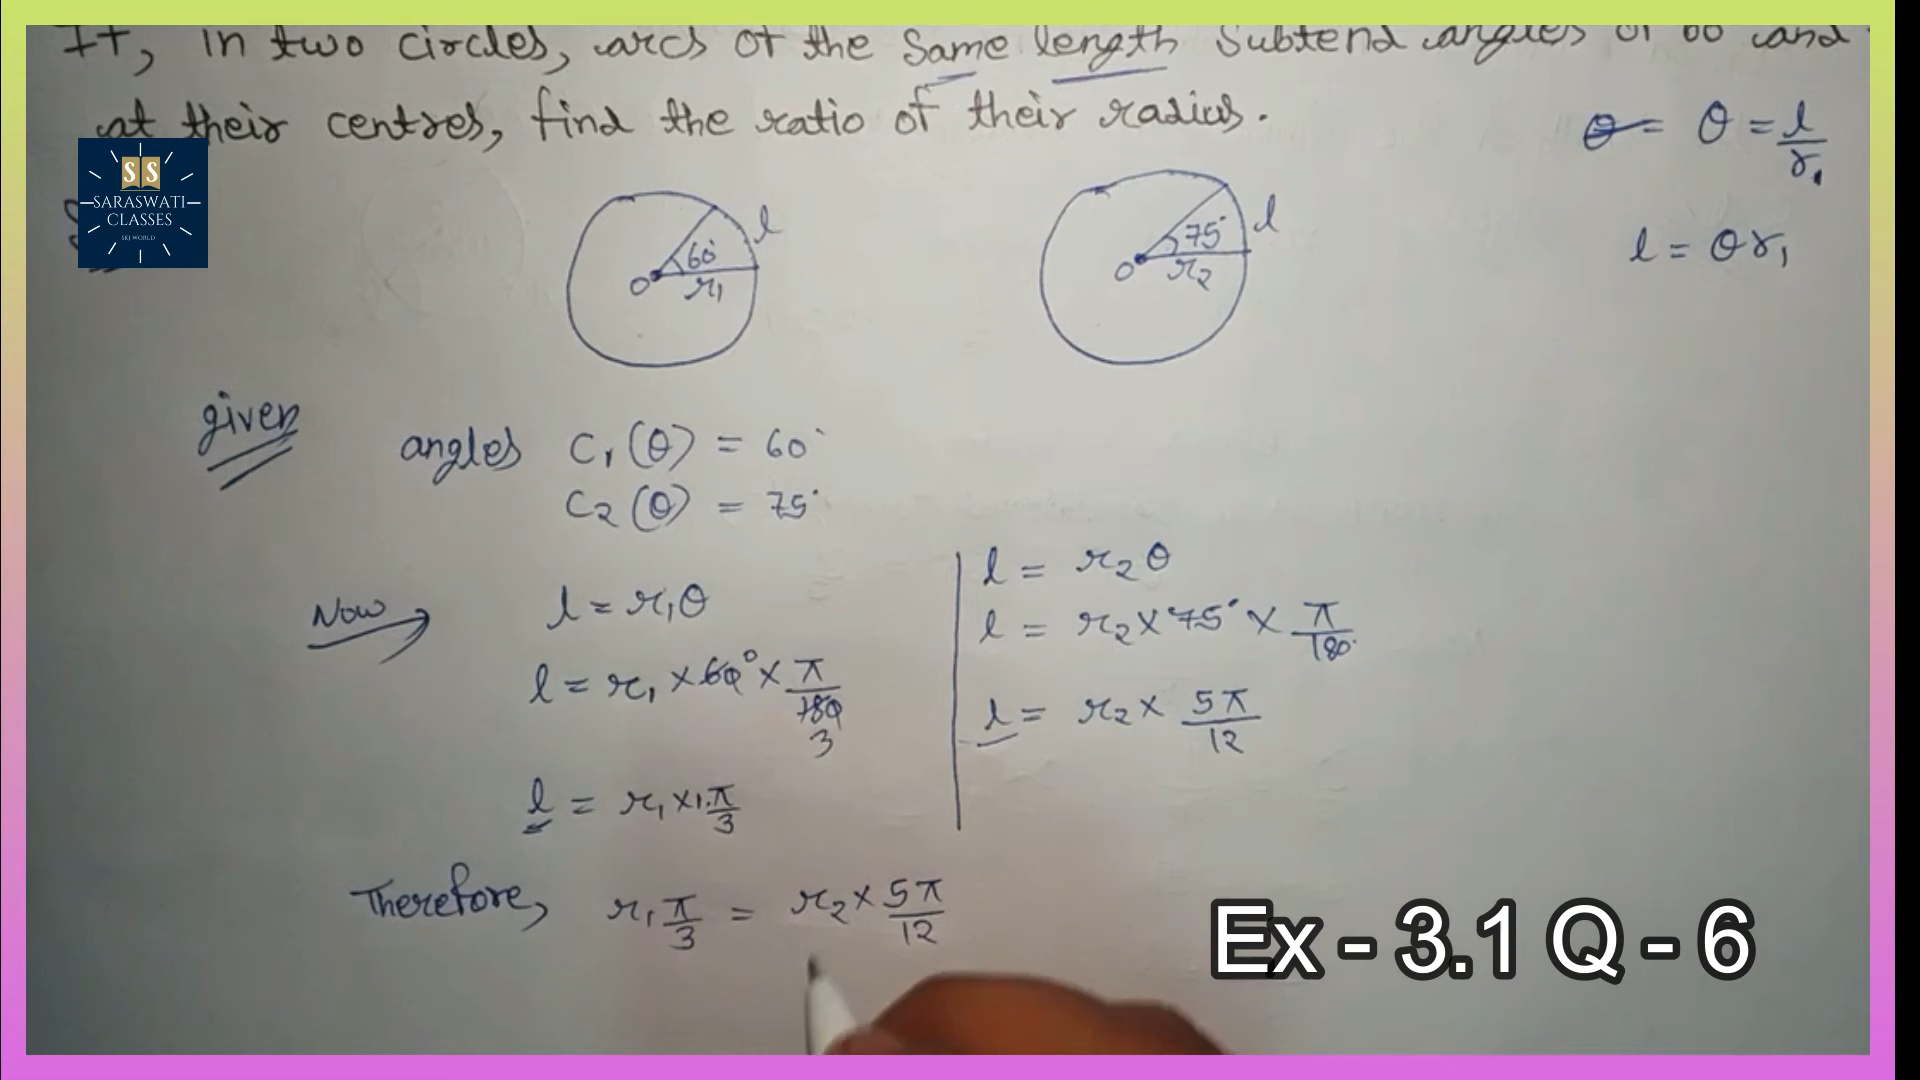 If, in two circles, arcs of the same length subtend angles of 60 and
at their centres, find the ratio of their radius.
θ= θ = l/r₁
S S
SARASWATI
CLASSES
SKJ WORLD
l = θr₁
60° l
O r₁
75° l
O r₂
given
angles C₁(θ) = 60°
C₂(θ) = 75°
Now → l = r₁θ
l = r₁ × 60° × π/180
3
l = r₁ × 1.π/3
l = r₂θ
l = r₂ × 75° × π/180
l = r₂ × 5π/12
Therefore, r₁ π/3 = r₂ × 5π/12
Ex - 3.1 Q - 6